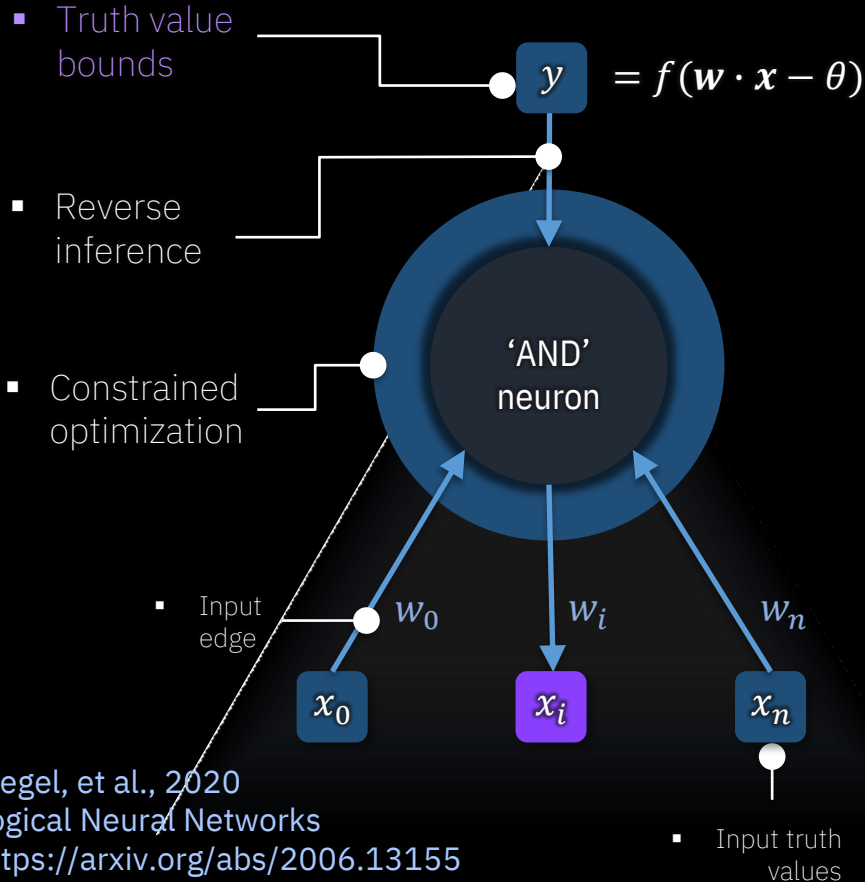 ▪ Truth value
bounds
y = f(w · x − θ)
▪ Reverse
inference
‘AND’
neuron
▪ Constrained
optimization
▪ Input
edge
w₀
wᵢ
wₙ
x₀
xᵢ
xₙ
egel, et al., 2020
ogical Neural Networks
tps://arxiv.org/abs/2006.13155
▪ Input truth
values